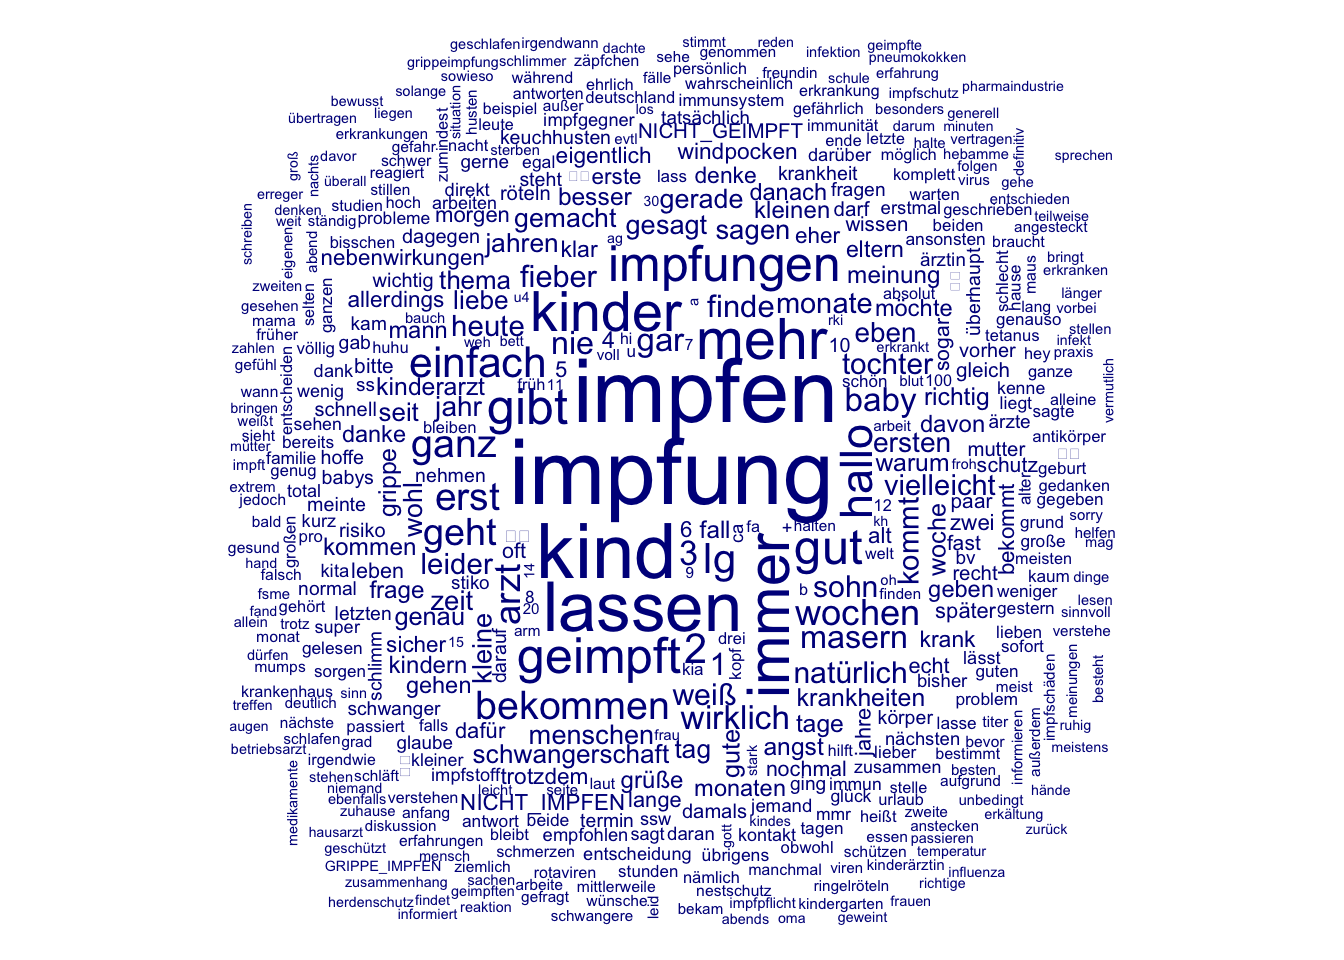 geschlafen irgendwann dachte stimmt reden infektion geimpfte
grippeimpfung schlimmer zäpfchen sehe genommen pneumokokken
sowieso während persönlich freundin schule erfahrung
solange antworten ehrlich fälle wahrscheinlich erkrankung impfschutz pharmaindustrie
bewusst liegen situation husten beispiel außer deutschland immunsystem gefährlich besonders generell
übertragen zumindest leute impfgegner los tatsächlich
erkrankungen keuchhusten evtl NICHT_GEIMPFT immunität darum minuten
gefahr nacht sterben eigentlich windpocken ende letzte halte vertragen definitiv
groß nachts davor schwer gerne egal darüber möglich hebamme sprechen
überall reagiert steht erste lass denke krankheit komplett folgen
erreger stillen direkt röteln besser 30 gerade danach fragen warten virus gehe
denken studien hoch arbeiten kleinen darf erstmal geschrieben entschieden
schreiben weit ständig probleme morgen gemacht gesagt sagen eher wissen beiden teilweise
eigenen abend bisschen dagegen jahren klar ag eltern ansonsten braucht angesteckt
zweiten nebenwirkungen impfungen ärztin überhaupt schlecht hause maus bringt
wichtig thema fieber meinung erkranken
gesehen selten ganzen allerdings liebe u4 kinder a finde monate möchte absolut lang länger
mama kam mann bauch heute rki sogar genauso vorbei
früher gab huhu weh bett nie 4 hi gar 7 mehr 10 eben tetanus stellen
zahlen völlig voll u erkrankt vorher hey infekt praxis
gefühl dank bitte einfach 5 tochter gleich ganze
wann wenig ss kinderarzt früh 11 impfen schön blut 100 kenne vermutlich
bringen entscheiden schnell seit jahr gibt baby richtig liegt alleine
weißt sehen bleiben arbeit davon sagte
sieht bereits danke ganz hallo ersten ärzte antikörper
mutter familie hoffe grippe mutter
impft genug babys nehmen impfung warum froh schutz geburt
extrem total wohl erst vielleicht alter gedanken
jedoch meinte 12 paar gegeben
bald kurz kommt woche bekommt
pro risiko geht 6 fall ca fa + halten kh zwei grund sorry
gesund großen kommen oft kind 3 lg immer gut alt fast große helfen
hand kita leben leider 14 9 welt bv meisten mag
falsch stiko arzt b sohn oh recht kaum dinge
fsme normal frage zeit 8 lassen finden geben weniger lesen
fand gehört letzten genau 20 wochen später gestern sinnvoll
allein trotz super arm drei lieben verstehe
monat gelesen sicher 15 kleine darauf geimpft 2 kopf masern krank sofort
dürfen schlimm kindern kia 1 natürlich echt lässt meinungen besteht
mumps sorgen bisher guten
krankenhaus sinn gehen weiß krankheiten meist impfschäden
treffen deutlich schwanger bekommen wirklich problem
augen nächste passiert falls dafür menschen frau tage jahre körper lasse titer informieren außerdem ruhig
schlafen grad glaube gute nächsten bevor
betriebsarzt irgendwie kleiner schwangerschaft tag stark angst hilft lieber bestimmt meistens
medikamente stehen schläft impfstoff trotzdem laut grüße nochmal zusammen besten
niemand leicht seite monaten ging immun stelle aufgrund hände
ebenfalls verstehen NICHT_IMPFEN lange glück urlaub unbedingt
zuhause anfang damals jemand zweite erkältung
hausarzt diskussion antwort beide termin ssw gott kindes mmr heißt anstecken zurück
geschützt erfahrungen bleibt empfohlen sagt daran kontakt tagen essen passieren
mensch schmerzen entscheidung übrigens obwohl schützen temperatur
GRIPPE_IMPFEN ziemlich rotaviren stunden nämlich manchmal viren kinderärztin influenza
zusammenhang sachen arbeite mittlerweile nestschutz ringelröteln richtige
herdenschutz findet geimpften gefragt wünsche leid impfpflicht kindergarten frauen
informiert reaktion schwangere bekam abends oma geweint